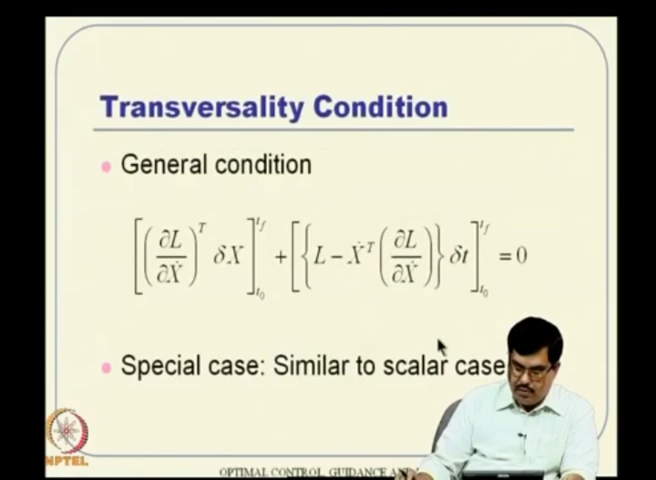 Transversality Condition
General condition
[(∂L/∂Ẋ)^T δX]_{t_0}^{t_f} + [{L − Ẋ^T (∂L/∂Ẋ)} δt]_{t_0}^{t_f} = 0
Special case: Similar to scalar case
NPTEL
OPTIMAL CONTROL, GUIDANCE